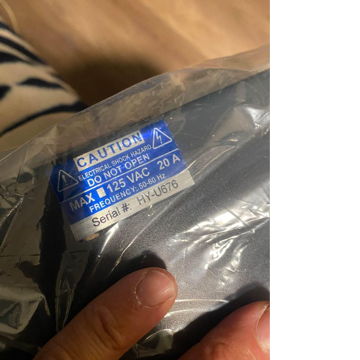 CAUTION
ELECTRICAL SHOCK HAZARD
DO NOT OPEN
MAX 125 VAC 20 A
FREQUENCY: 50-60 Hz
Serial #: HY-U676